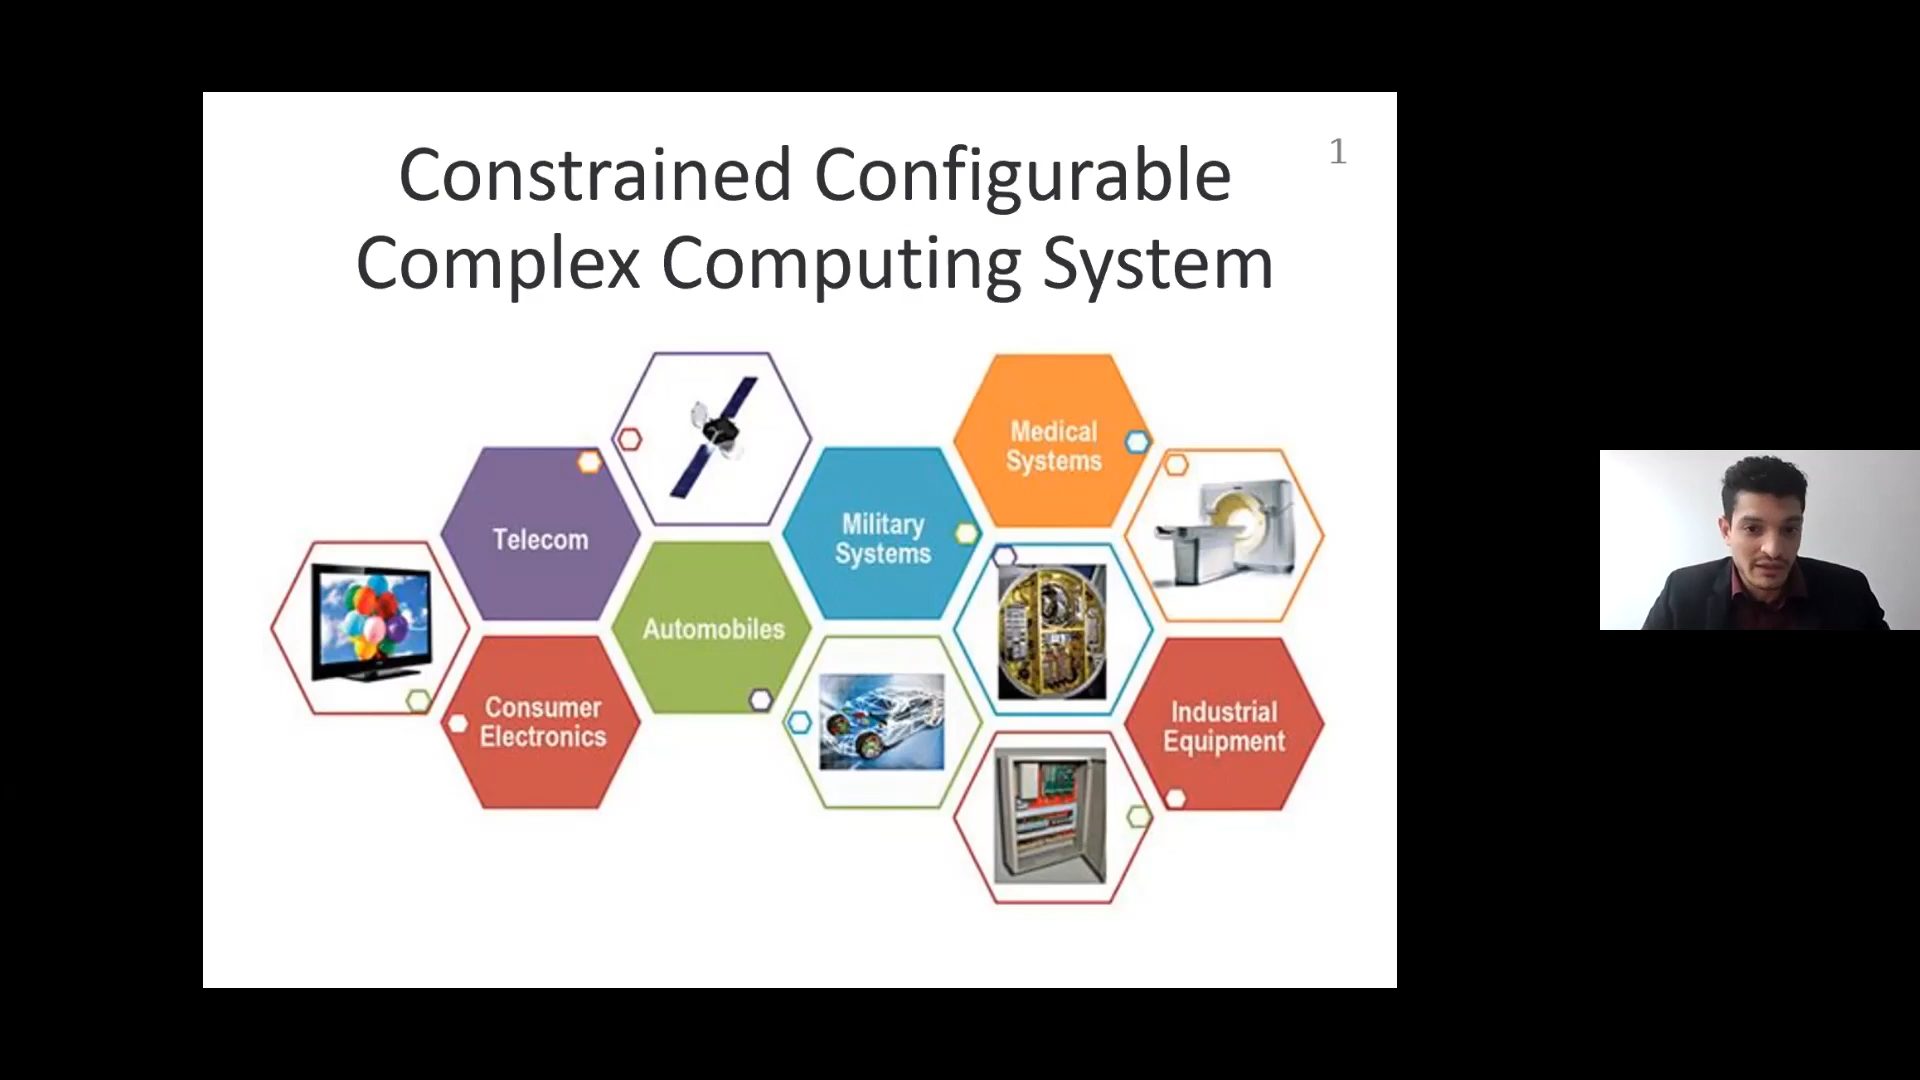 Constrained Configurable
Complex Computing System
1
Medical
Systems
Telecom
Military
Systems
Automobiles
Consumer
Electronics
Industrial
Equipment